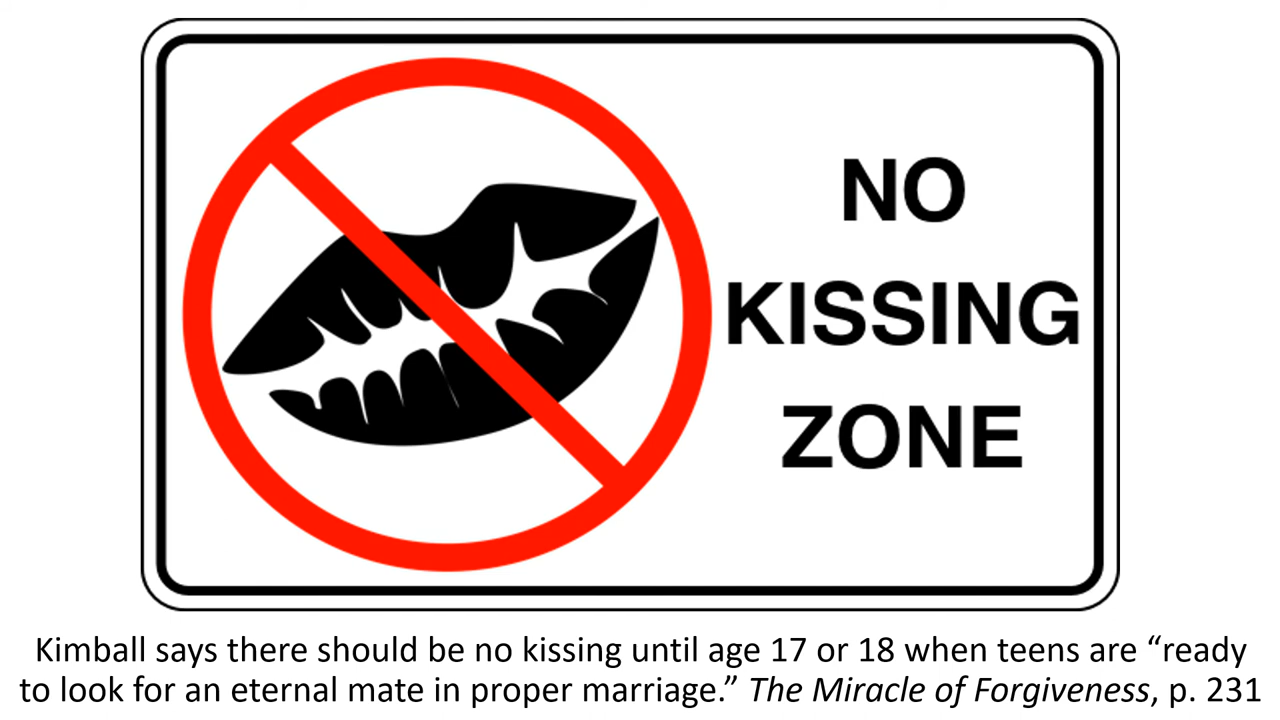 NO
KISSING
ZONE
Kimball says there should be no kissing until age 17 or 18 when teens are “ready
to look for an eternal mate in proper marriage.” The Miracle of Forgiveness, p. 231